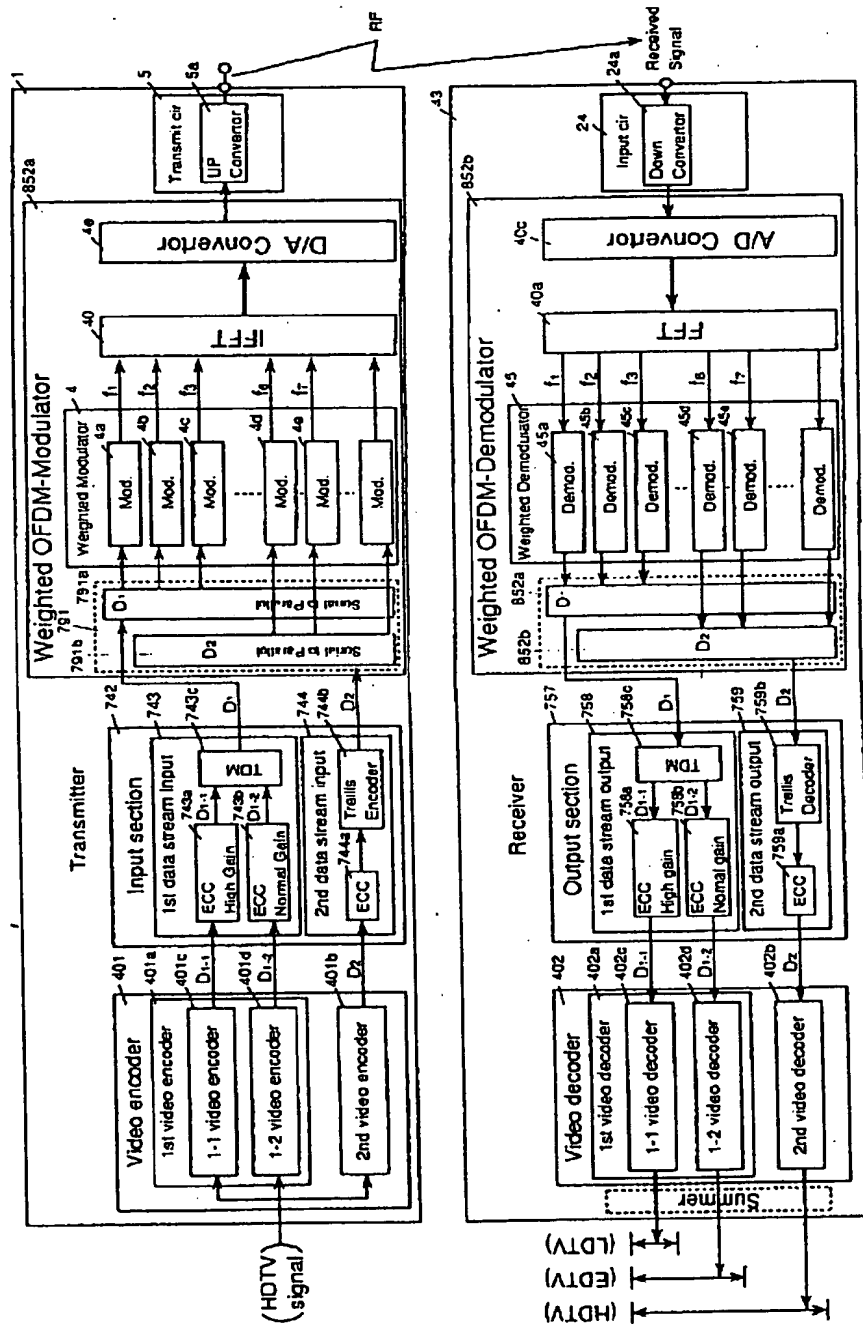 Transmitter
1
(HDTV signal)
401
Video encoder
401a
1st video encoder
401c
1-1 video encoder
401d
1-2 video encoder
401b
2nd video encoder
D1-1
D1-2
D2
742
Input section
743
1st data stream input
743a
ECC
High Gain
D1-1
743b
ECC
Normal Gain
D1-2
743c
TDM
D1
744
2nd data stream input
744a
ECC
744b
Trellis
Encoder
D2
852a
Weighted OFDM-Modulator
791
791a
D1
Serial to Parallel
791b
D2
Serial to Parallel
4
Weighted Modulator
4a
Mod.
4b
Mod.
4c
Mod.
4d
Mod.
4e
Mod.
Mod.
f1
f2
f3
f6
f7
40
IFFT
4e
D/A Convertor
5
Transmit cir
5a
UP
Convertor
RF
Receiver
43
Received
Signal
24
Input cir
24a
Down
Convertor
852b
Weighted OFDM-Demodulator
40c
A/D Convertor
40a
FFT
f1
f2
f3
f6
f7
45
Weighted Demodulator
45a
Demod.
45b
Demod.
45c
Demod.
45d
Demod.
45e
Demod.
Demod.
852a
852b
D2
757
Output section
758
1st data stream output
758c
TDM
D1
758a
ECC
High gain
D1-1
758b
ECC
Nomal gain
D1-2
759
2nd data stream output
759b
Trellis
Decoder
759a
ECC
D2
402
Video decoder
402a
1st video decoder
402c
1-1 video decoder
D1-1
402d
1-2 video decoder
D1-2
402b
2nd video decoder
D2
Summer
(LDTV)
(EDTV)
(HDTV)